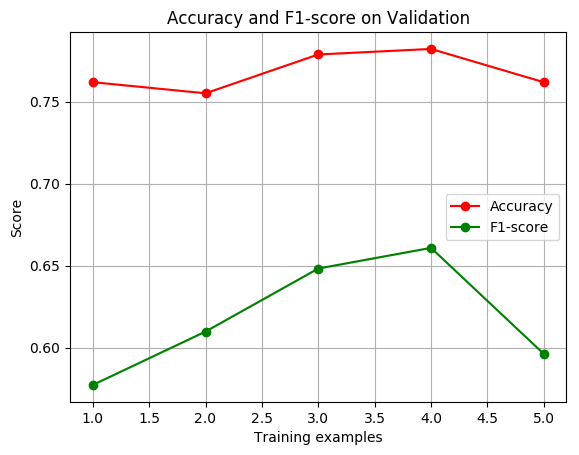 Accuracy and F1-score on Validation
Score
0.75
0.70
0.65
0.60
Accuracy
F1-score
1.0 1.5 2.0 2.5 3.0 3.5 4.0 4.5 5.0
Training examples